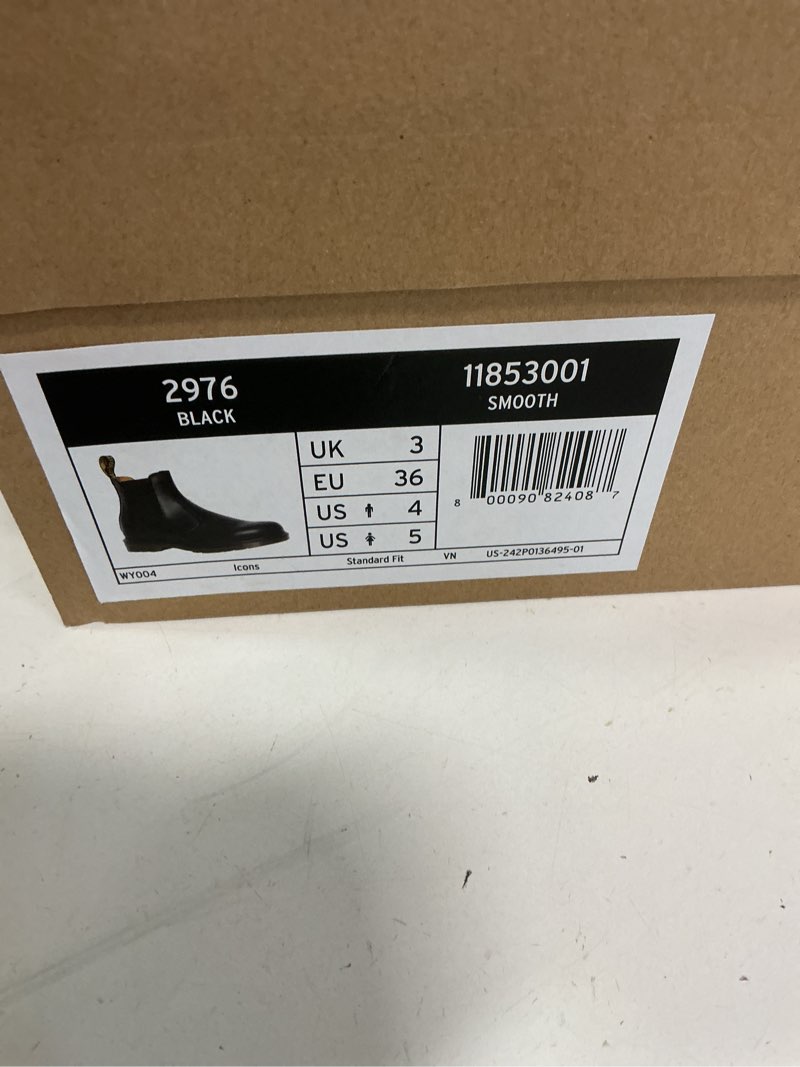 2976
BLACK
11853001
SMOOTH
UK 3
EU 36
US 4
US 5
8 00090 82408 7
WY004 Icons Standard Fit VN US-242P0136495-01